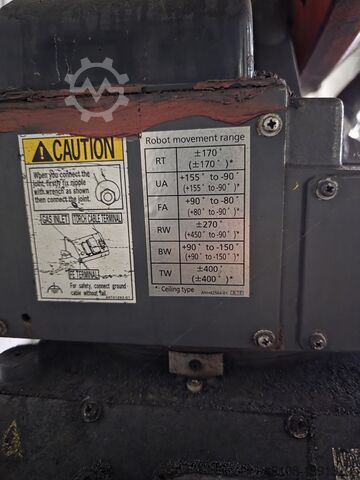 CAUTION
When you connect the
joint, firstly fix nipple
with wrench as shown
then connect the joint.
GAS INLET
TORCH CABLE TERMINAL
E TERMINAL
For safety, connect ground
cable without fail.
Robot movement range
RT
±170°
(±170°)*
UA
+155° to -90°
(+155° to -90°)*
FA
+90° to -80°
(+80° to -90°)*
RW
±270°
(+450° to -90°)*
BW
+90° to -150°
(+90° to -150°)*
TW
±400°
(±400°)*
* : Ceiling type